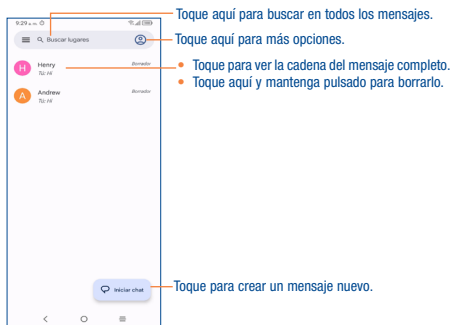 Toque aquí para buscar en todos los mensajes.
9:29 a. m.
Buscar lugares
Toque aquí para más opciones.
H
Henry
Borrador
Tú: Hi
• Toque para ver la cadena del mensaje completo.
• Toque aquí y mantenga pulsado para borrarlo.
A
Andrew
Borrador
Tú: Hi
Iniciar chat
Toque para crear un mensaje nuevo.